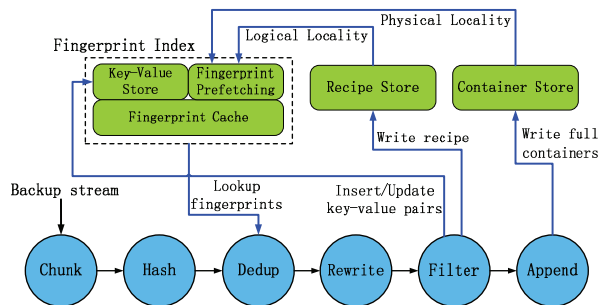 Physical Locality
Logical Locality
Fingerprint Index
Key-Value
Store
Fingerprint
Prefetching
Fingerprint Cache
Recipe Store
Container Store
Write recipe
Write full
containers
Backup stream
Lookup
fingerprints
Insert/Update
key-value pairs
Chunk
Hash
Dedup
Rewrite
Filter
Append